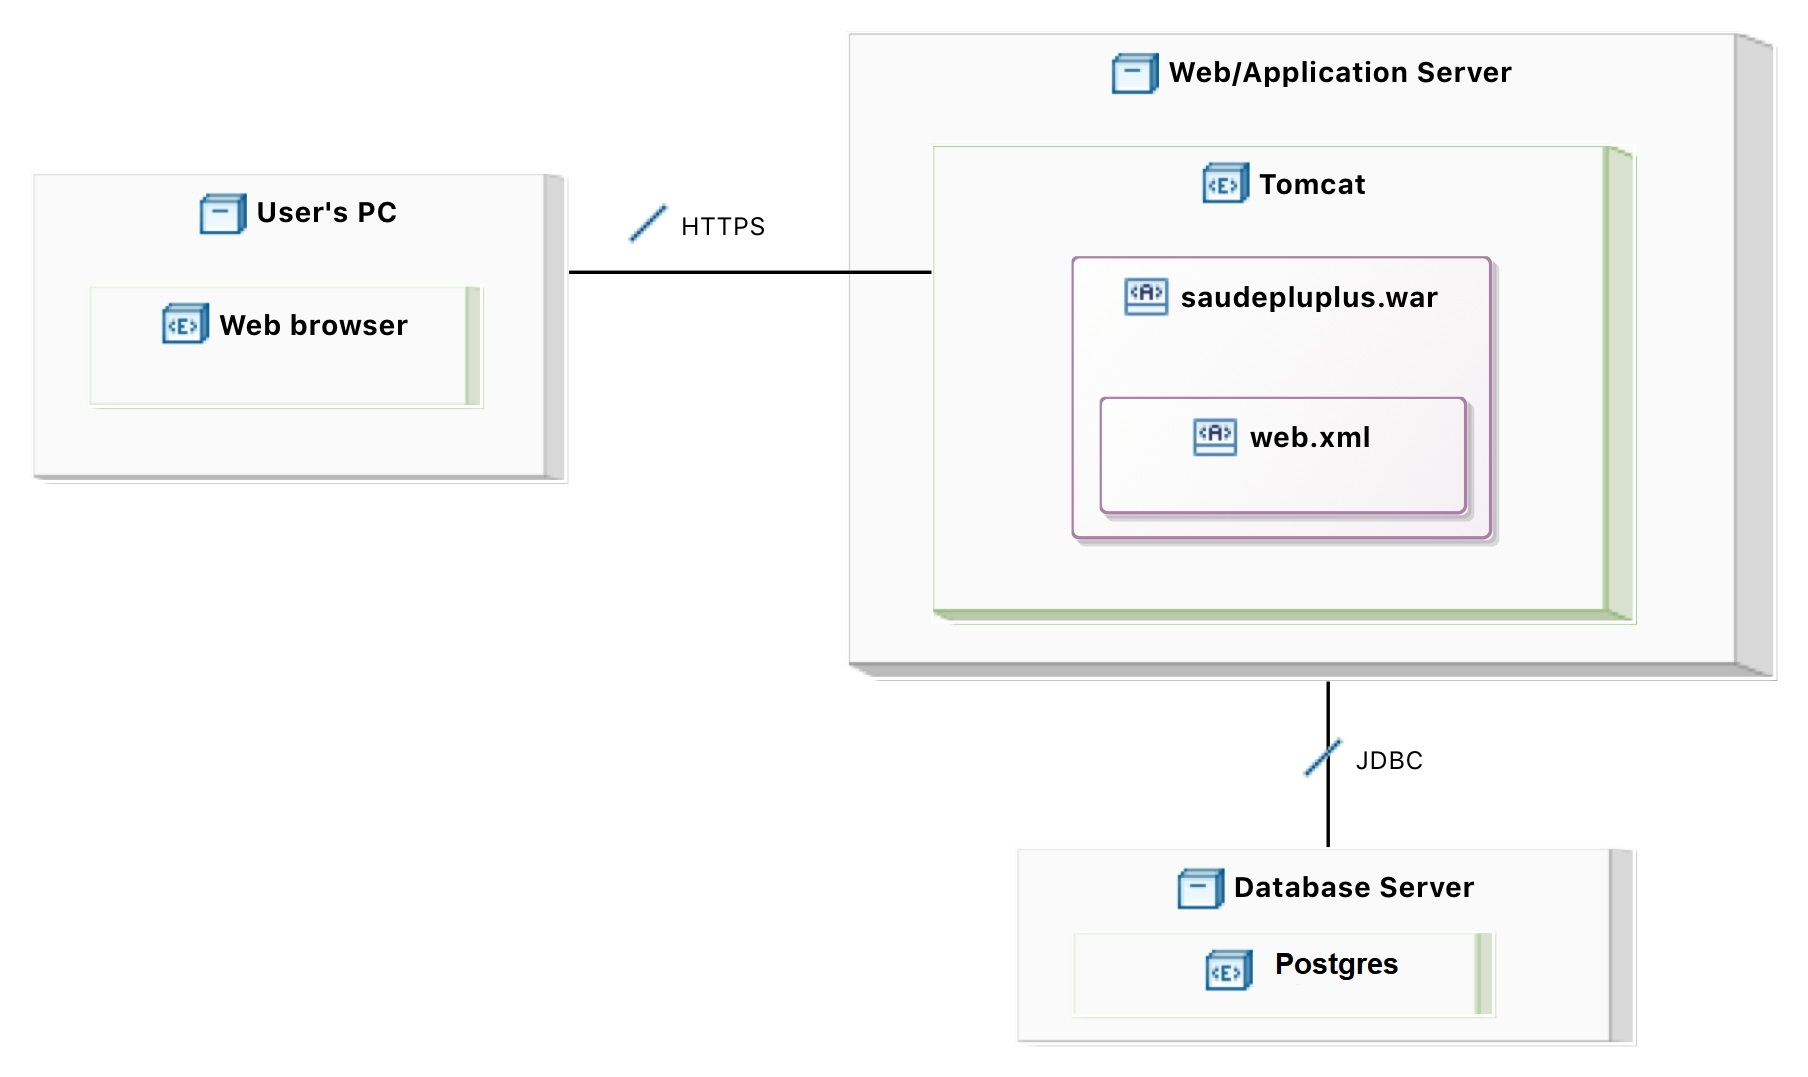 Web/Application Server
Tomcat
User's PC
HTTPS
saudepluplus.war
Web browser
web.xml
JDBC
Database Server
Postgres